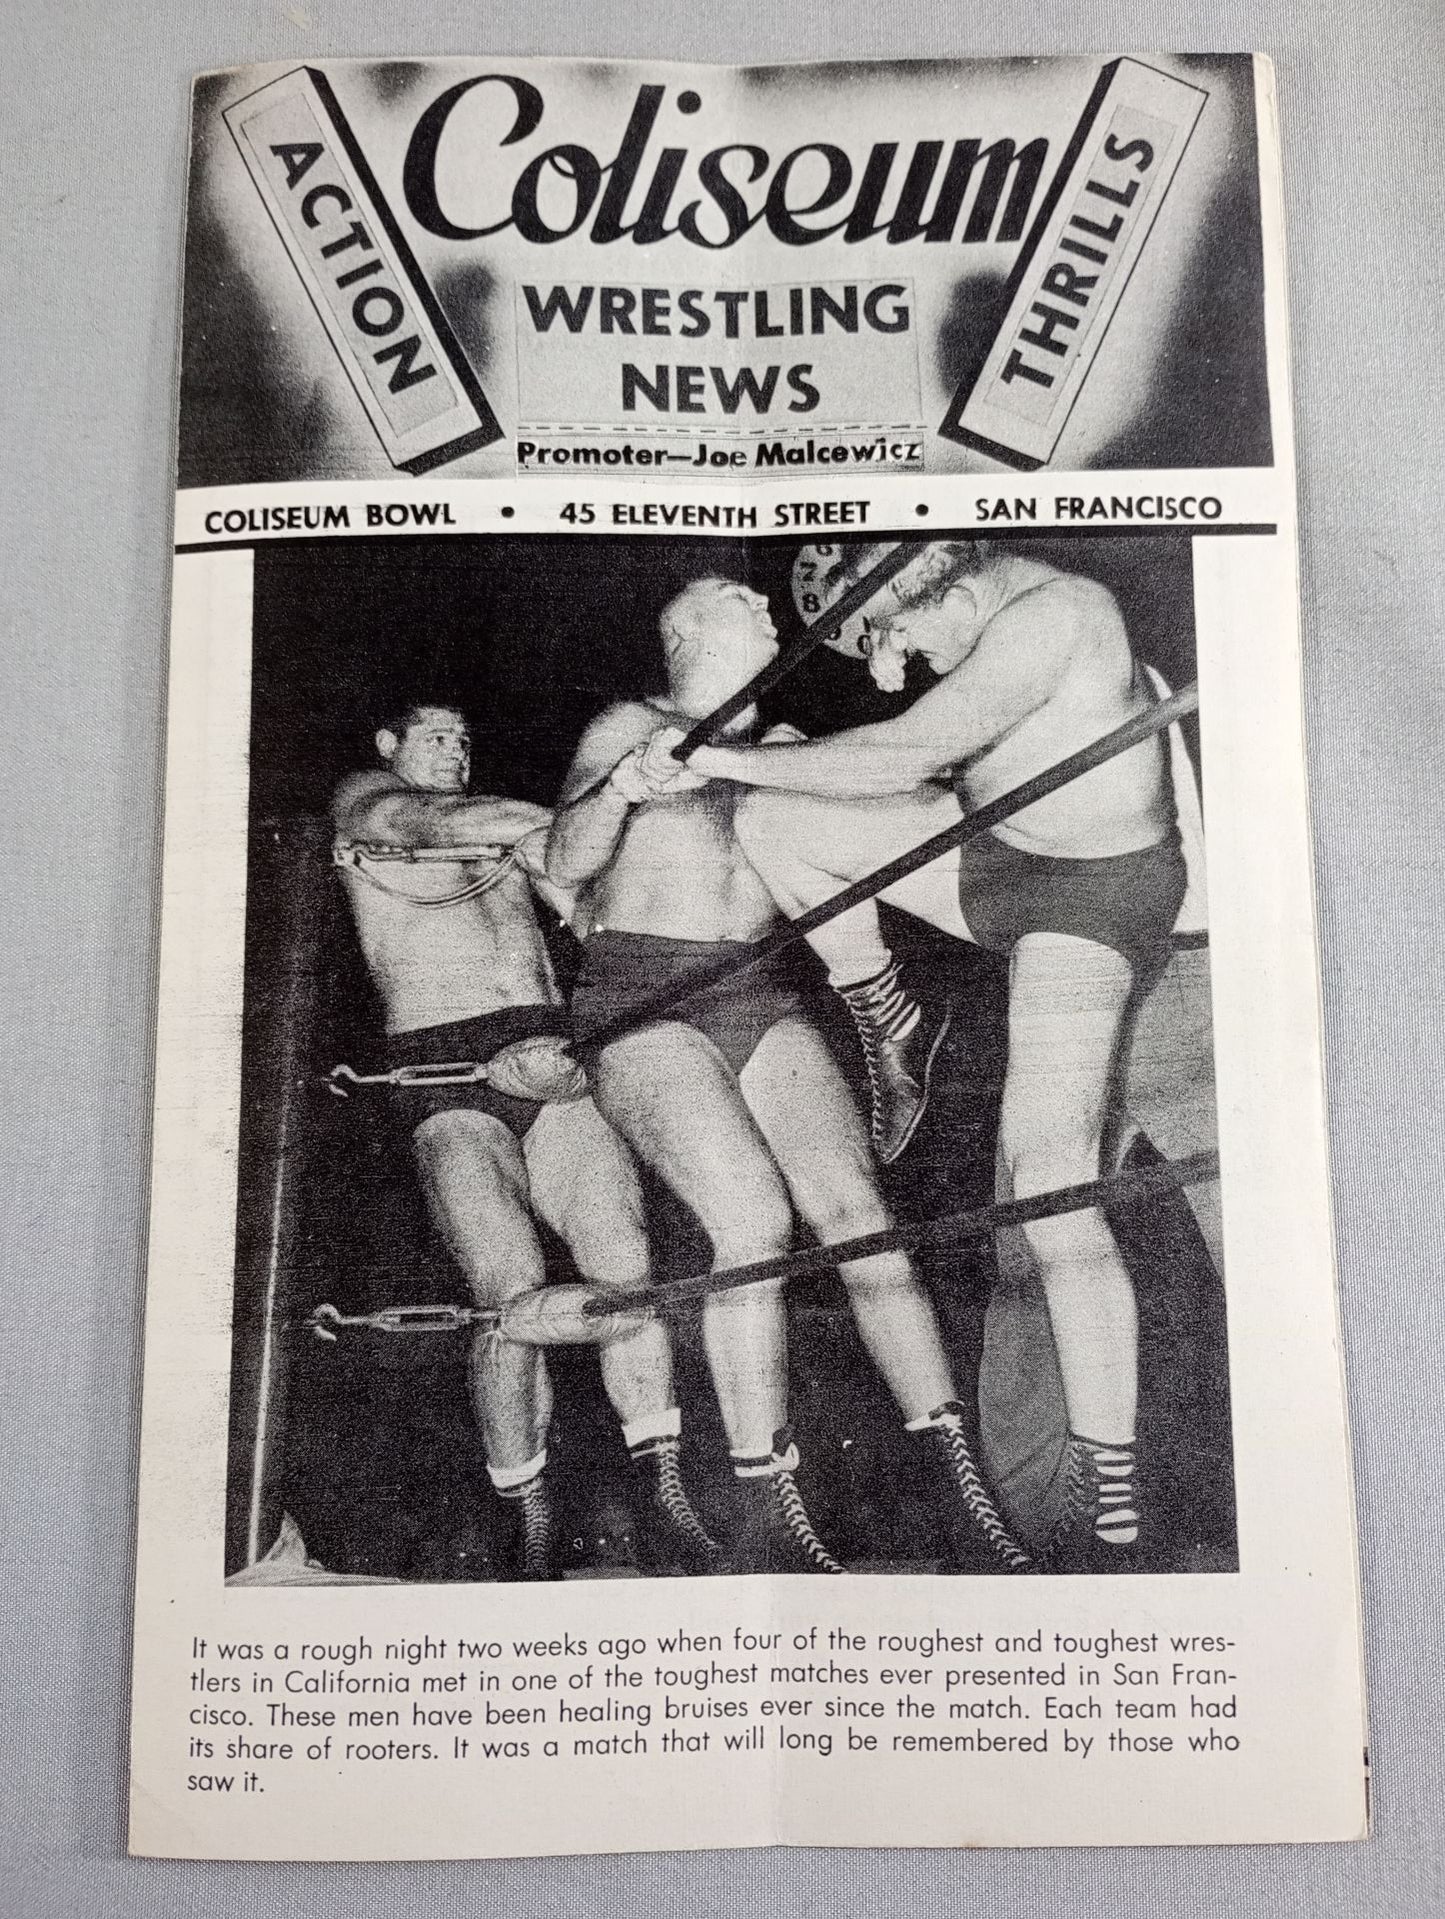 ACTION
Coliseum
THRILLS
WRESTLING
NEWS
Promoter—Joe Malcewicz
COLISEUM BOWL • 45 ELEVENTH STREET • SAN FRANCISCO
6
8
It was a rough night two weeks ago when four of the roughest and toughest wres-
tlers in California met in one of the toughest matches ever presented in San Fran-
cisco. These men have been healing bruises ever since the match. Each team had
its share of rooters. It was a match that will long be remembered by those who
saw it.